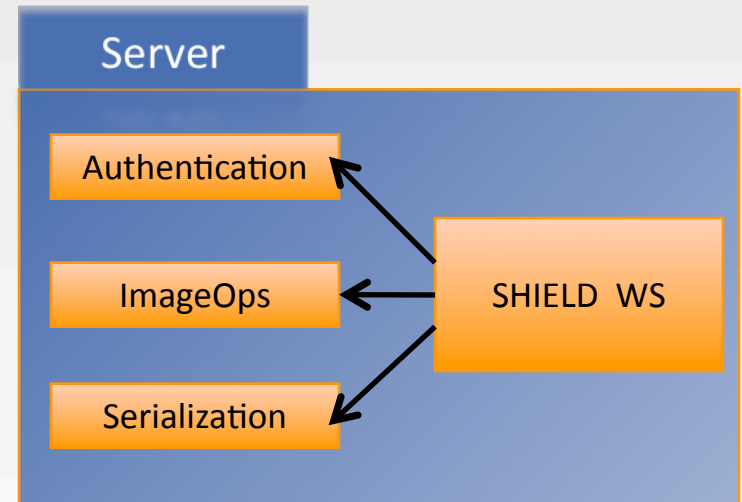 Server
Authentication
ImageOps
SHIELD WS
Serialization